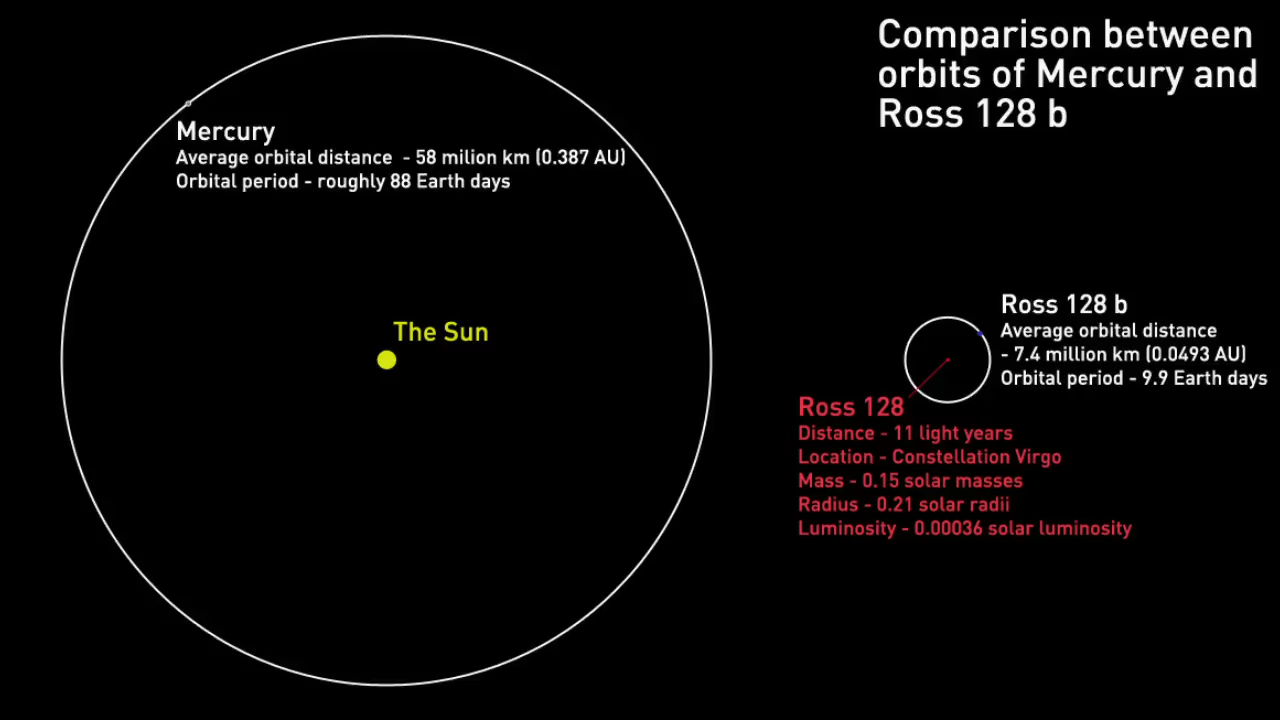 Comparison between
orbits of Mercury and
Ross 128 b
Mercury
Average orbital distance - 58 milion km (0.387 AU)
Orbital period - roughly 88 Earth days
The Sun
Ross 128 b
Average orbital distance
- 7.4 million km (0.0493 AU)
Orbital period - 9.9 Earth days
Ross 128
Distance - 11 light years
Location - Constellation Virgo
Mass - 0.15 solar masses
Radius - 0.21 solar radii
Luminosity - 0.00036 solar luminosity